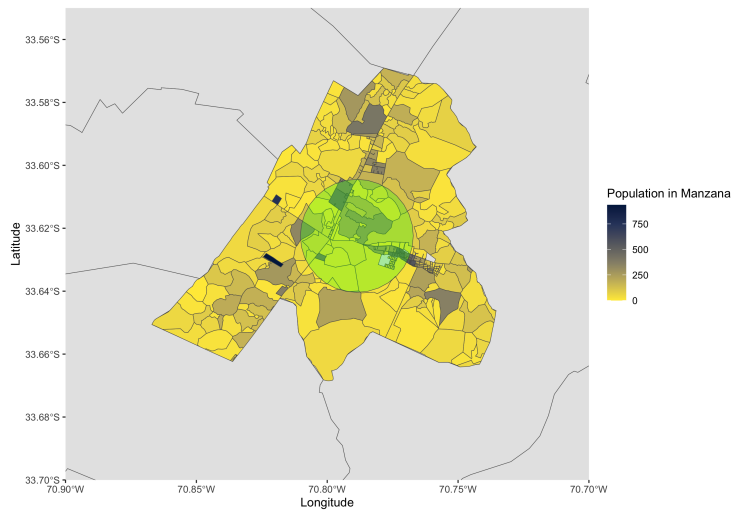 33.56°S
33.58°S
33.60°S
33.62°S
33.64°S
33.66°S
33.68°S
33.70°S
Latitude
70.90°W 70.85°W 70.80°W 70.75°W 70.70°W
Longitude
Population in Manzana
750
500
250
0